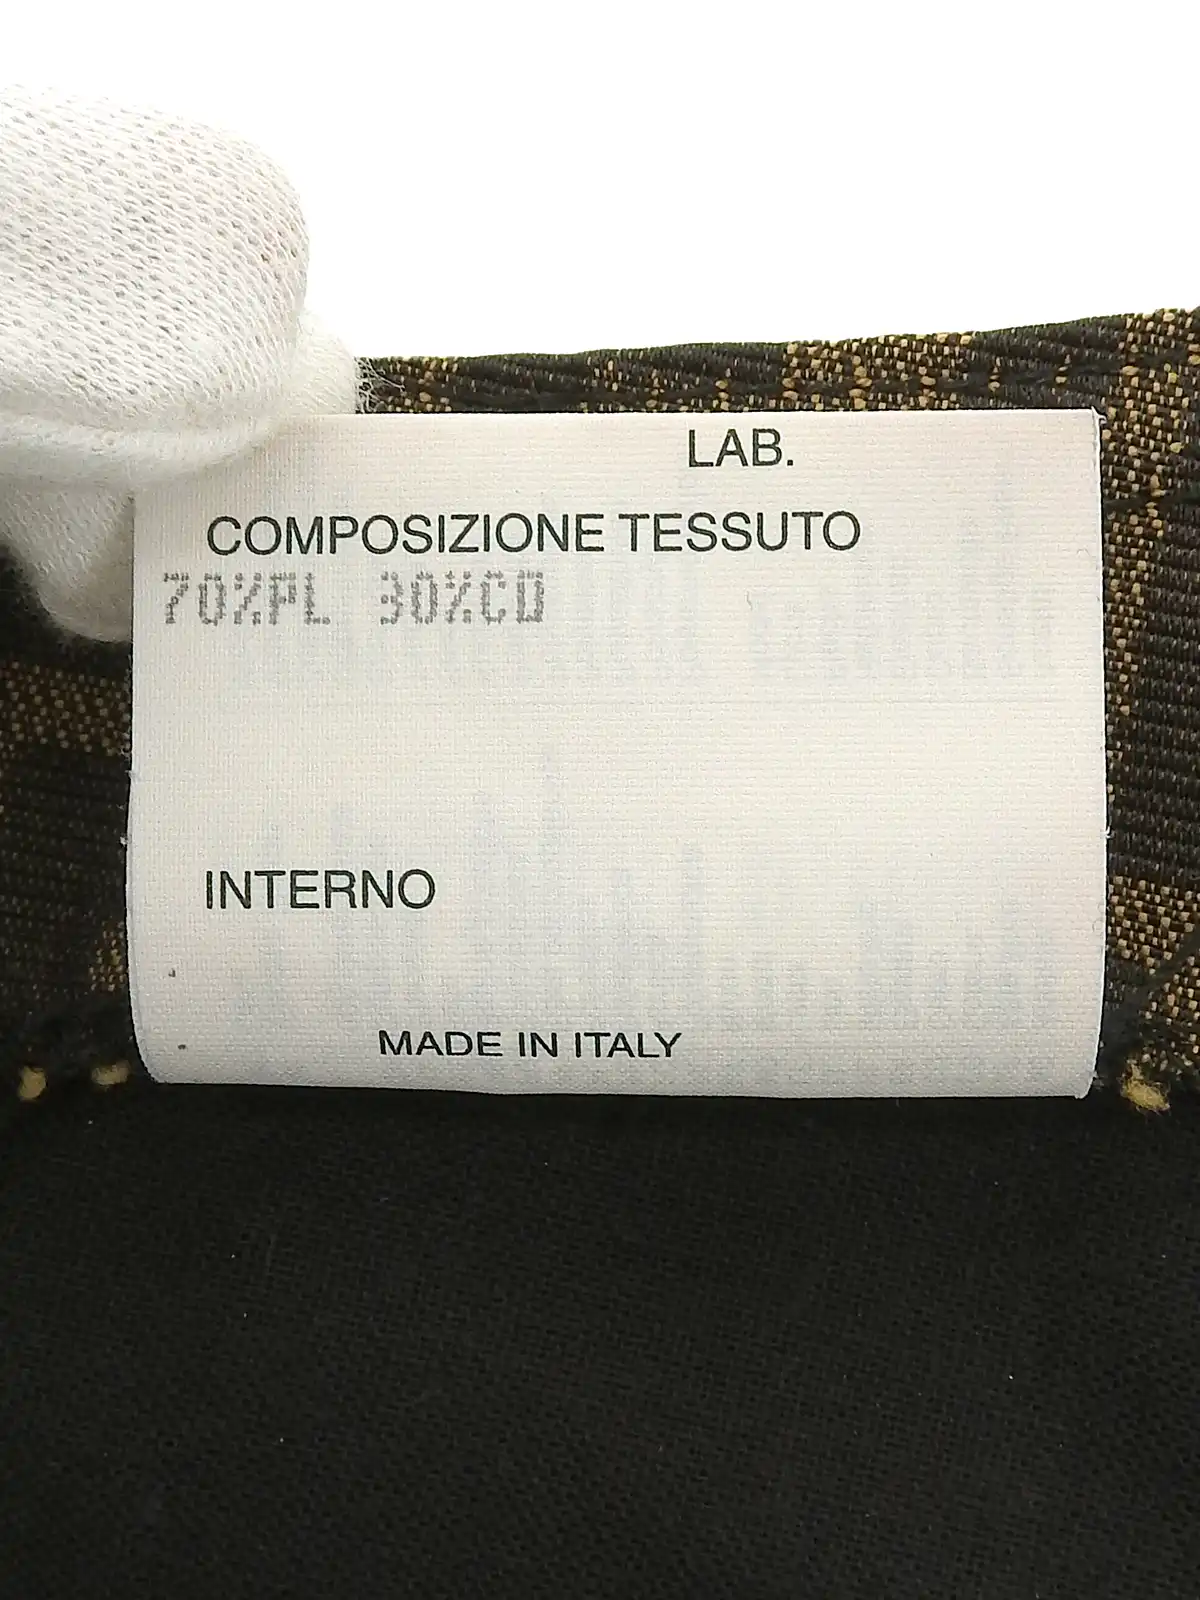 LAB.
COMPOSIZIONE TESSUTO
70%PL 30%CO
INTERNO
MADE IN ITALY